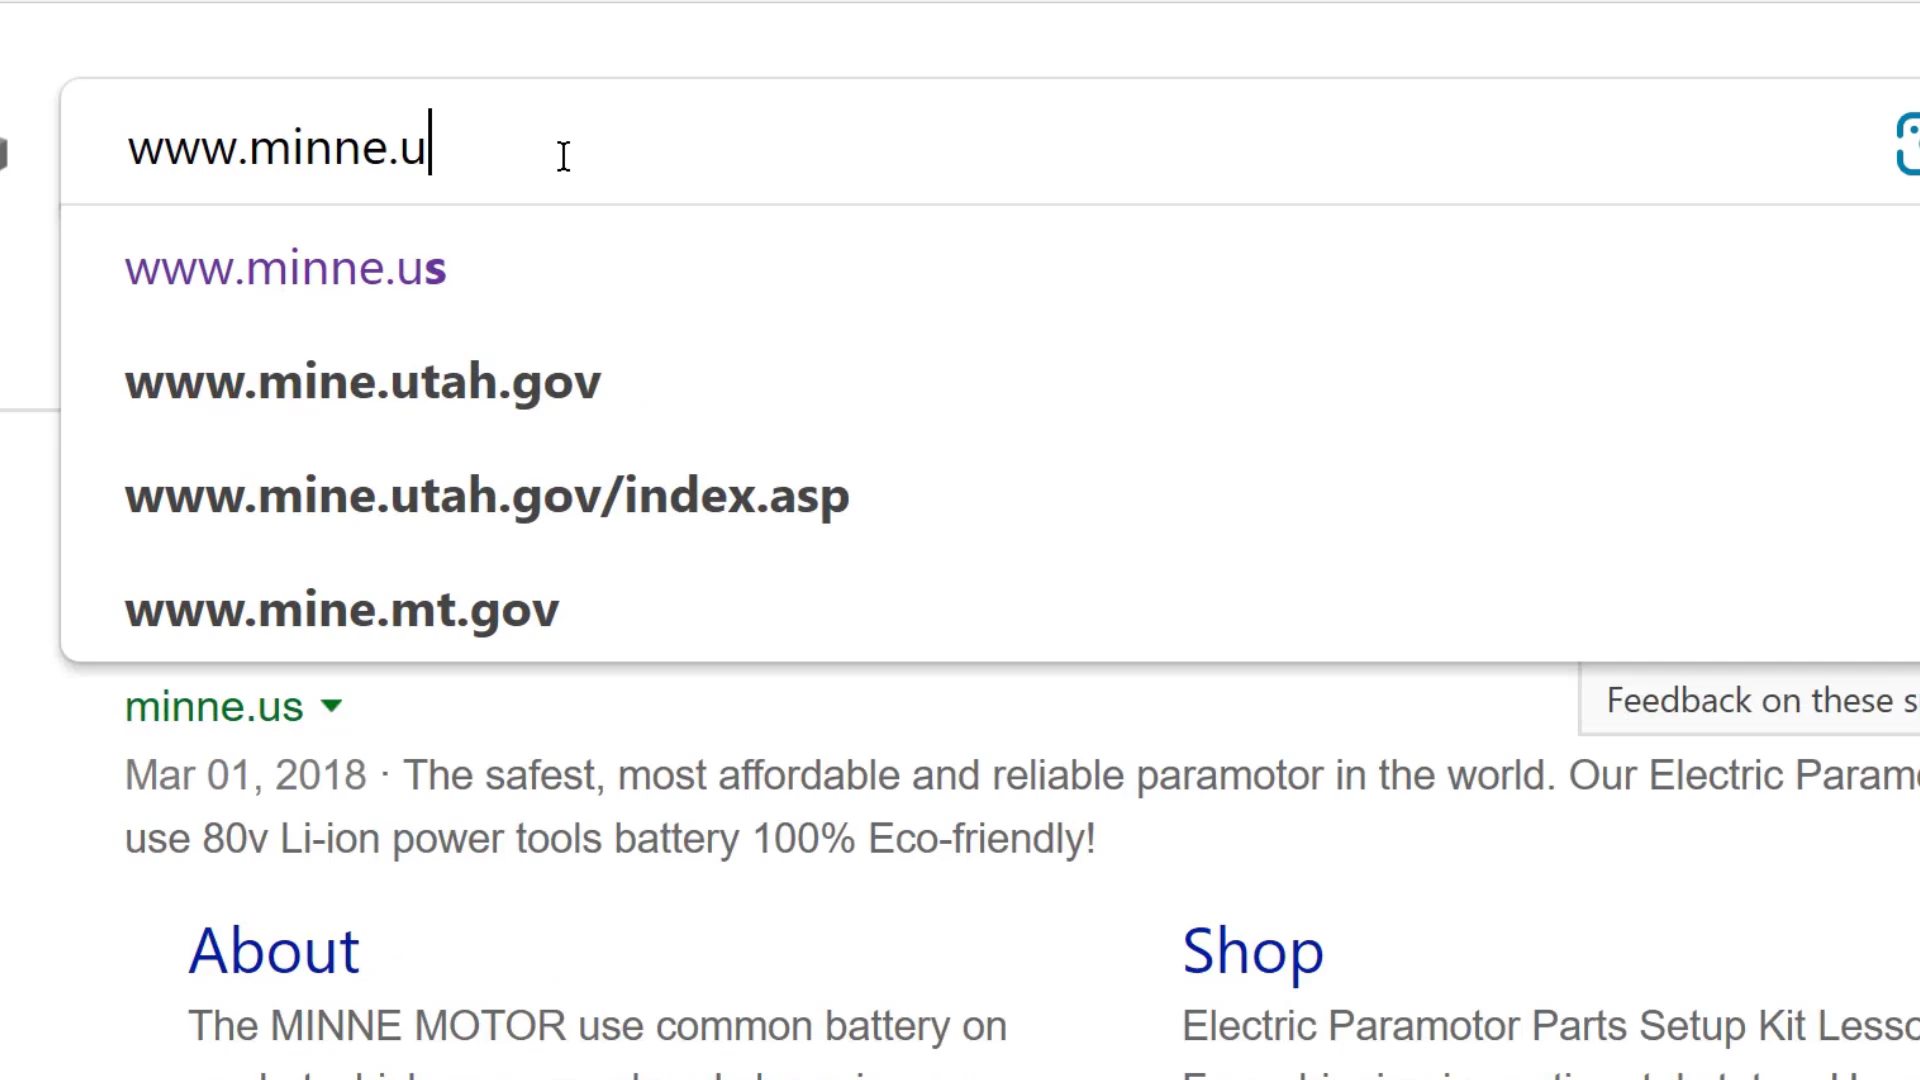 www.minne.u
www.minne.us
www.mine.utah.gov
www.mine.utah.gov/index.asp
www.mine.mt.gov
minne.us
Feedback on these
Mar 01, 2018 · The safest, most affordable and reliable paramotor in the world. Our Electric
use 80v Li-ion power tools battery 100% Eco-friendly!
About
Shop
The MINNE MOTOR use common battery on
Electric Paramotor Parts Setup Kit